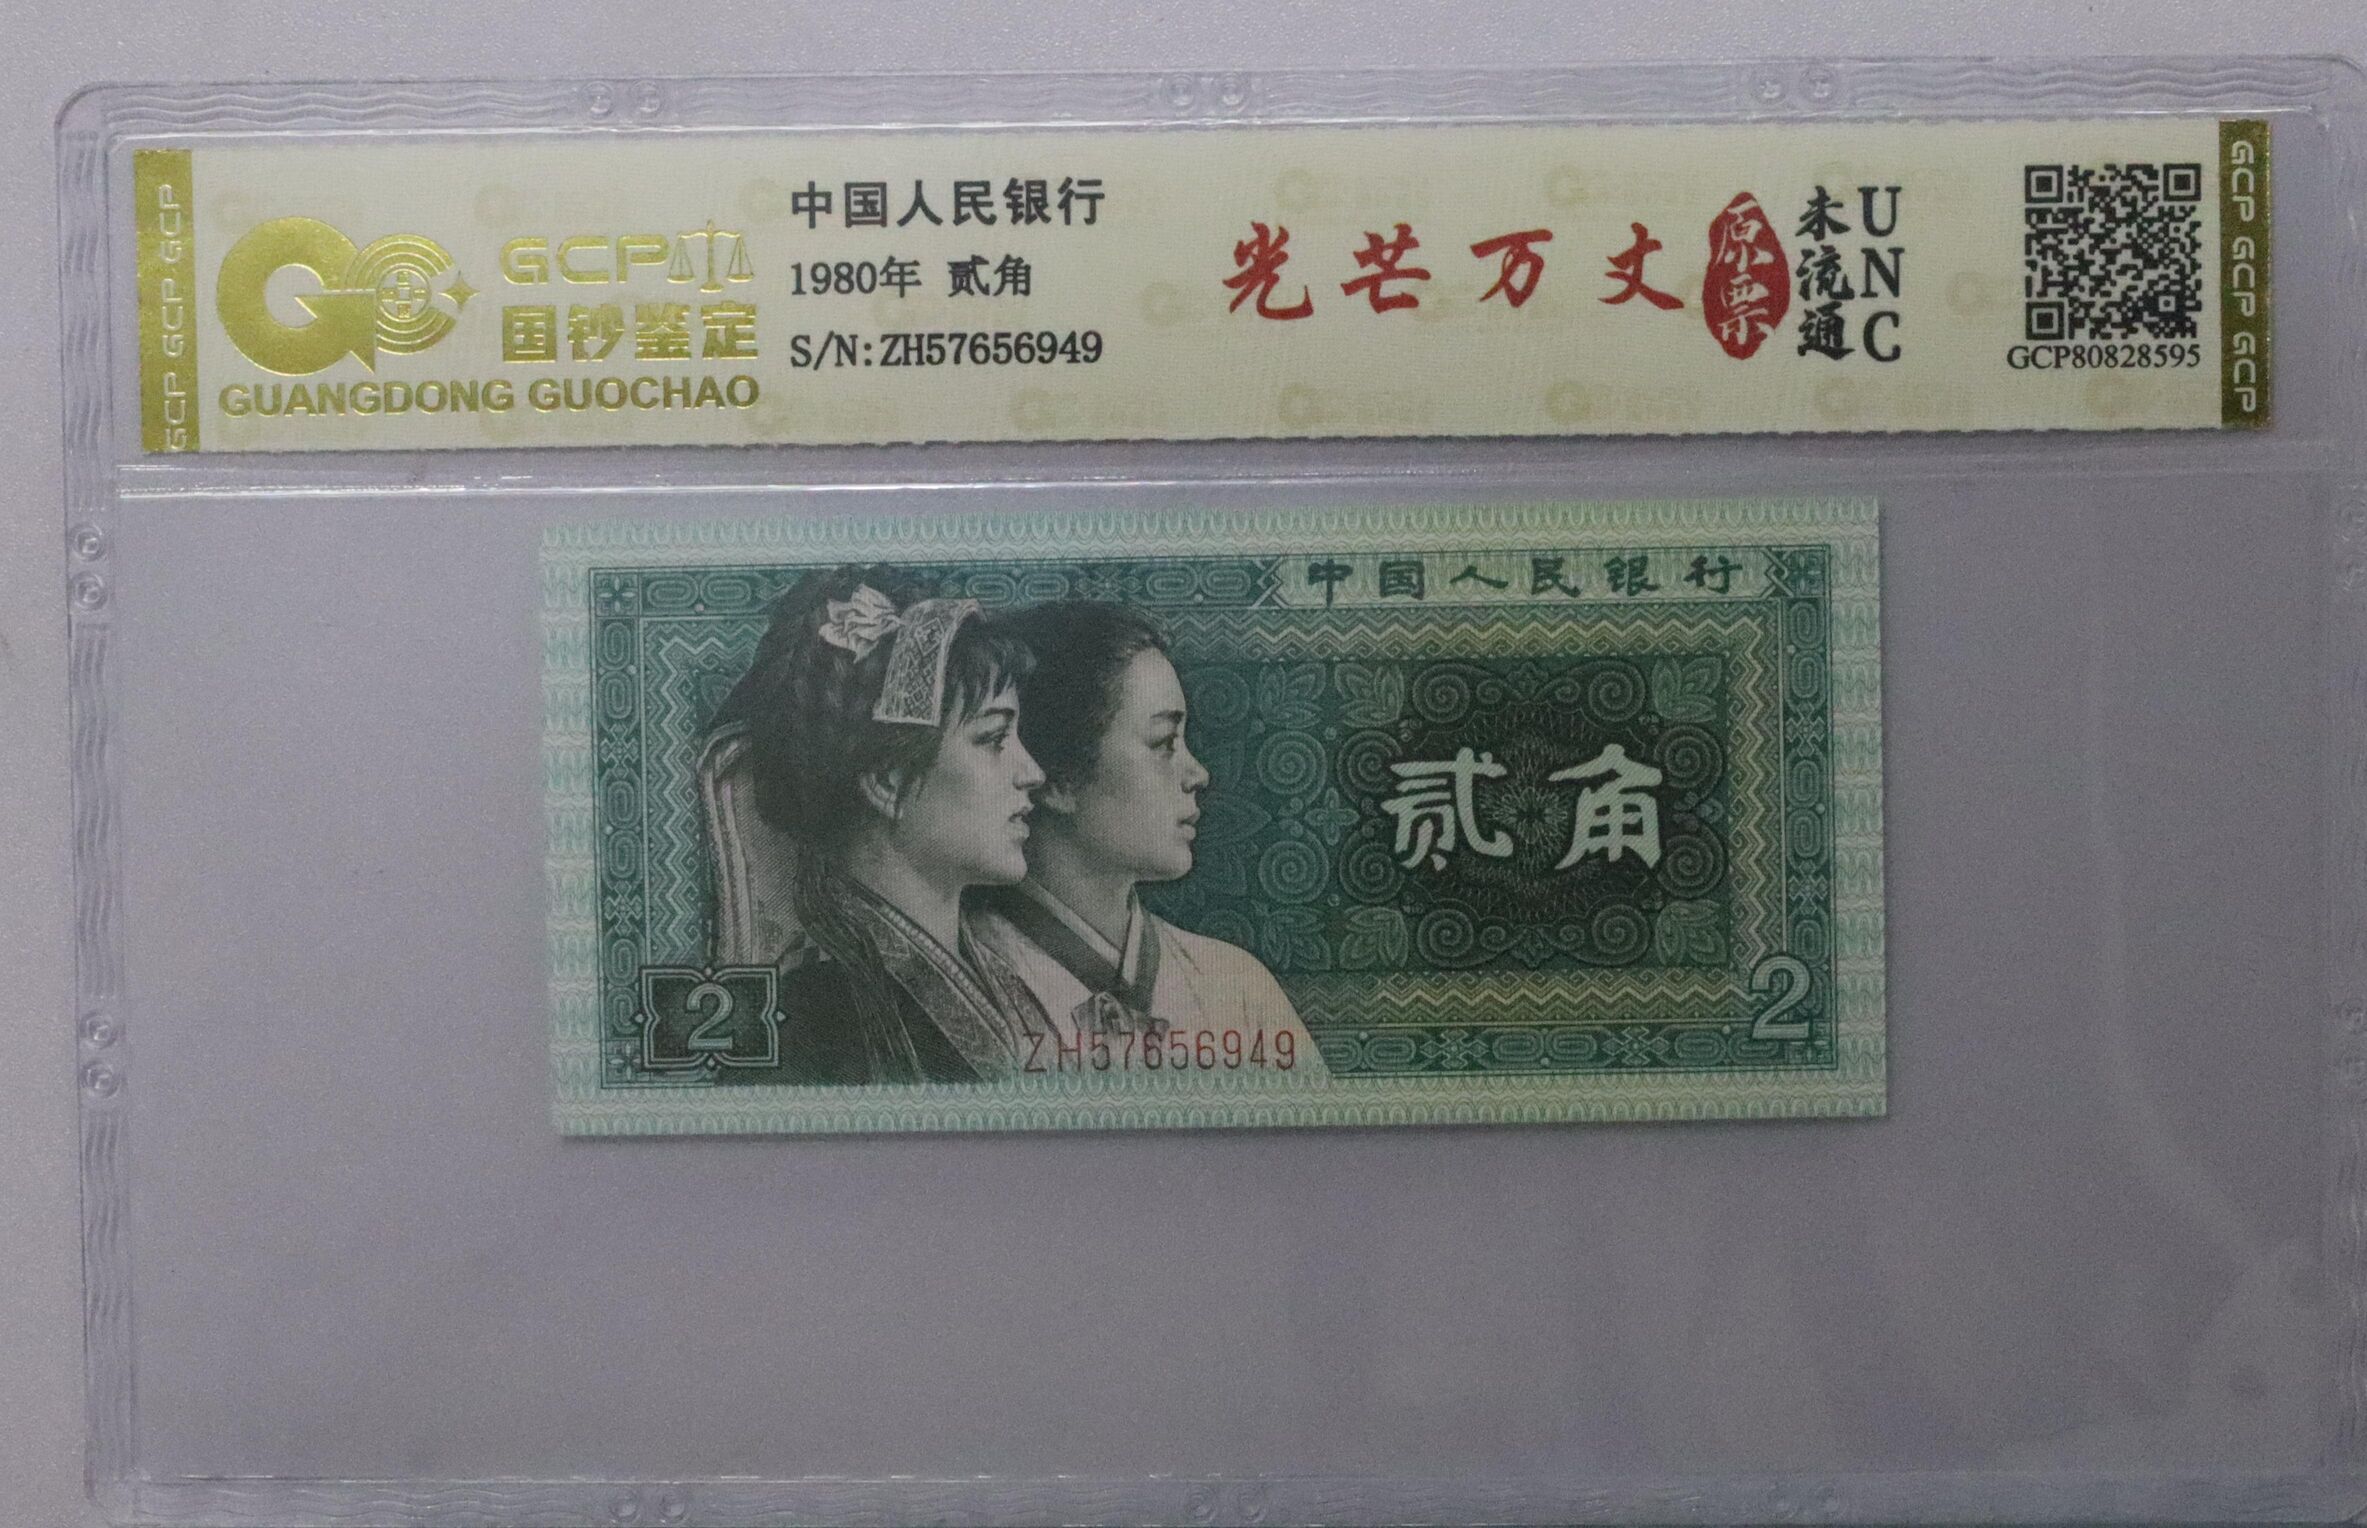 GCP GCP GCP
GCP
国钞鉴定
GUANGDONG GUOCHAO
中国人民银行
1980年 贰角
S/N:ZH57656949
光芒万丈
原票
未流通
UNC
GCP80828595
GCP GCP GCP
中国人民银行
贰角
2
2
ZH57656949